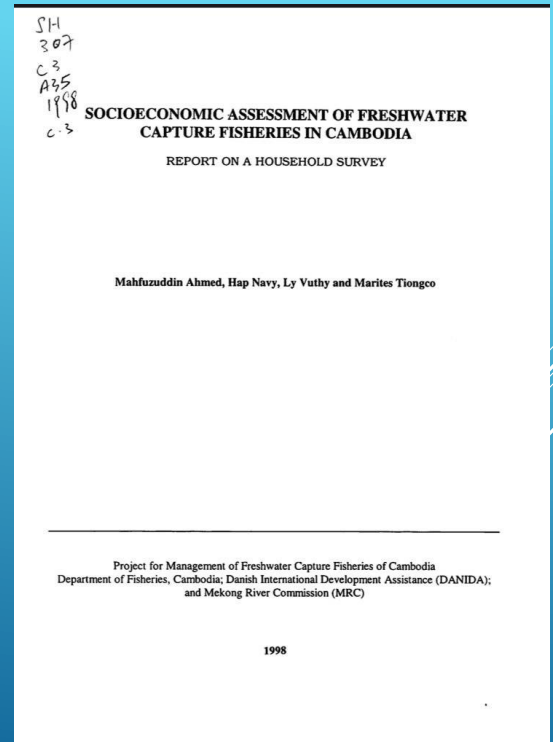 SH
307
C3
A35
1998
c.3
SOCIOECONOMIC ASSESSMENT OF FRESHWATER
CAPTURE FISHERIES IN CAMBODIA
REPORT ON A HOUSEHOLD SURVEY
Mahfuzuddin Ahmed, Hap Navy, Ly Vuthy and Marites Tiongco
Project for Management of Freshwater Capture Fisheries of Cambodia
Department of Fisheries, Cambodia; Danish International Development Assistance (DANIDA);
and Mekong River Commission (MRC)
1998